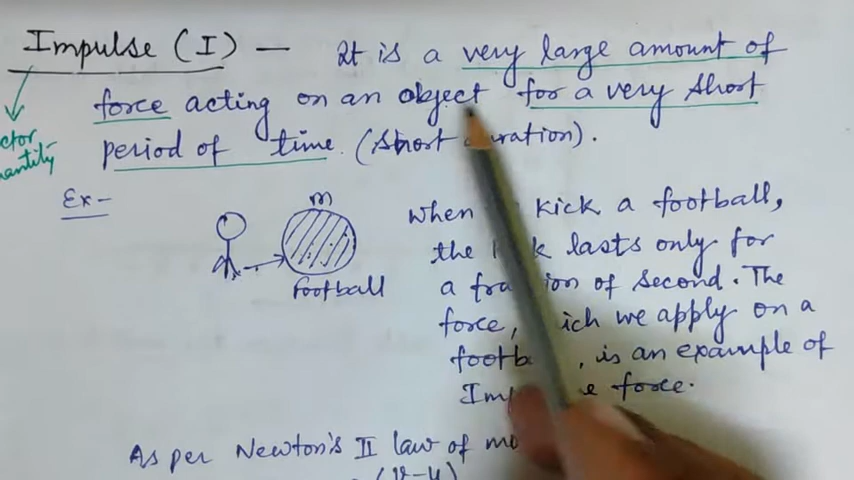 Impulse (I) — It is a very large amount of
force acting on an object for a very short
period of time. (short duration).
Ex-
m
Football
When kick a football,
the lasts only for
a of second. The
force, we apply on a
, is an example of
force.
As per Newton's II law of
(v-u)